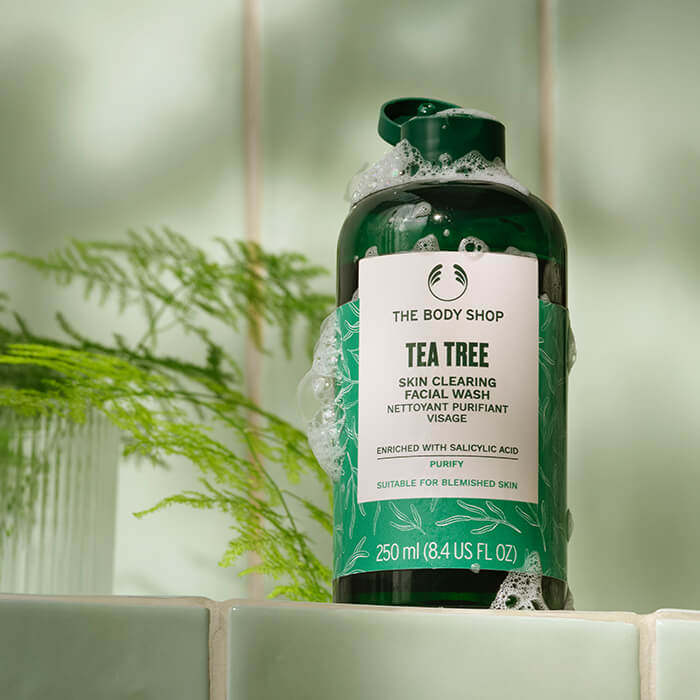 THE BODY SHOP
TEA TREE
SKIN CLEARING
FACIAL WASH
NETTOYANT PURIFIANT
VISAGE
ENRICHED WITH SALICYLIC ACID
PURIFY
SUITABLE FOR BLEMISHED SKIN
250 ml (8.4 US FL OZ)